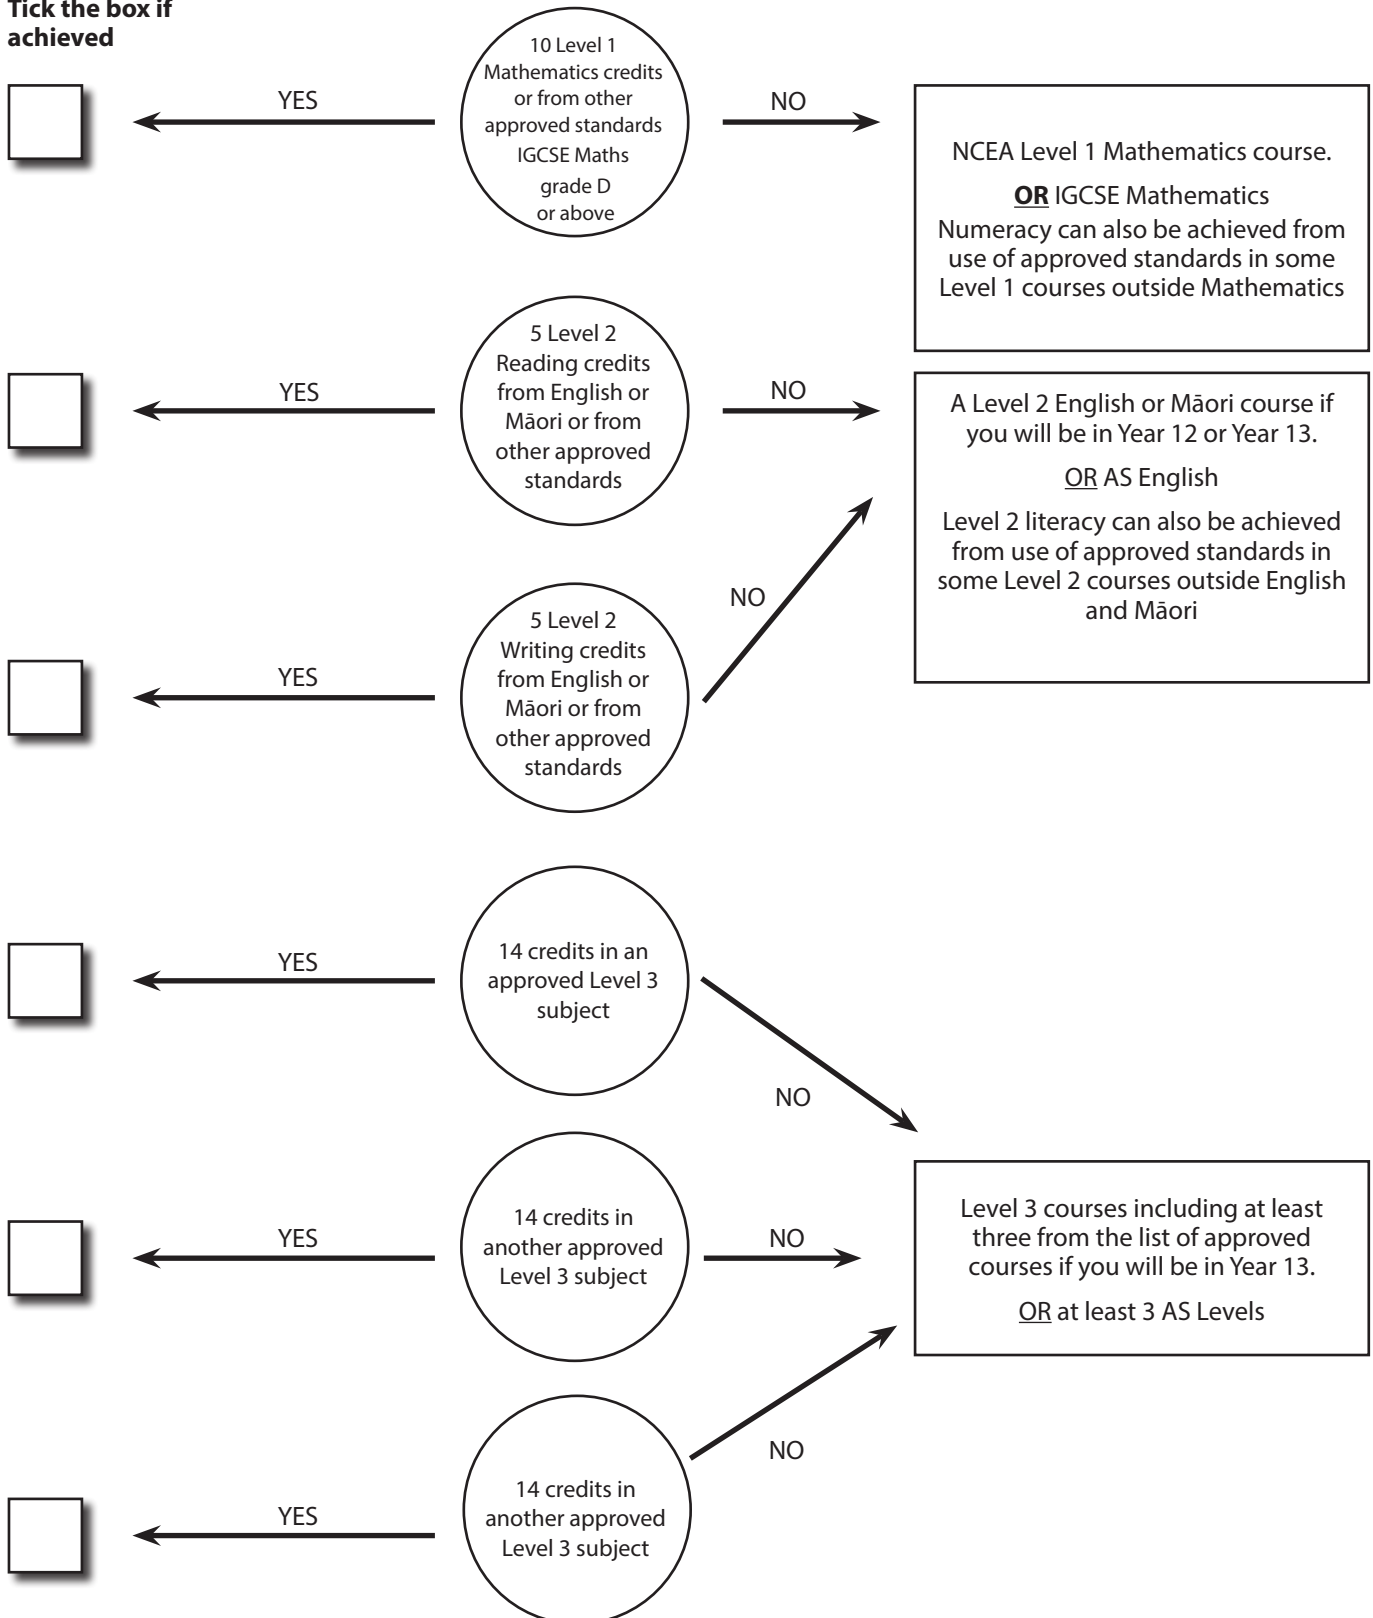 Tick the box if
achieved
10 Level 1
Mathematics credits
or from other
approved standards
IGCSE Maths
grade D
or above
YES
NO
NCEA Level 1 Mathematics course.
OR IGCSE Mathematics
Numeracy can also be achieved from
use of approved standards in some
Level 1 courses outside Mathematics
5 Level 2
Reading credits
from English or
Māori or from
other approved
standards
YES
NO
A Level 2 English or Māori course if
you will be in Year 12 or Year 13.
OR AS English
Level 2 literacy can also be achieved
from use of approved standards in
some Level 2 courses outside English
and Māori
5 Level 2
Writing credits
from English or
Māori or from
other approved
standards
YES
NO
14 credits in an
approved Level 3
subject
YES
NO
14 credits in
another approved
Level 3 subject
YES
NO
Level 3 courses including at least
three from the list of approved
courses if you will be in Year 13.
OR at least 3 AS Levels
14 credits in
another approved
Level 3 subject
YES
NO